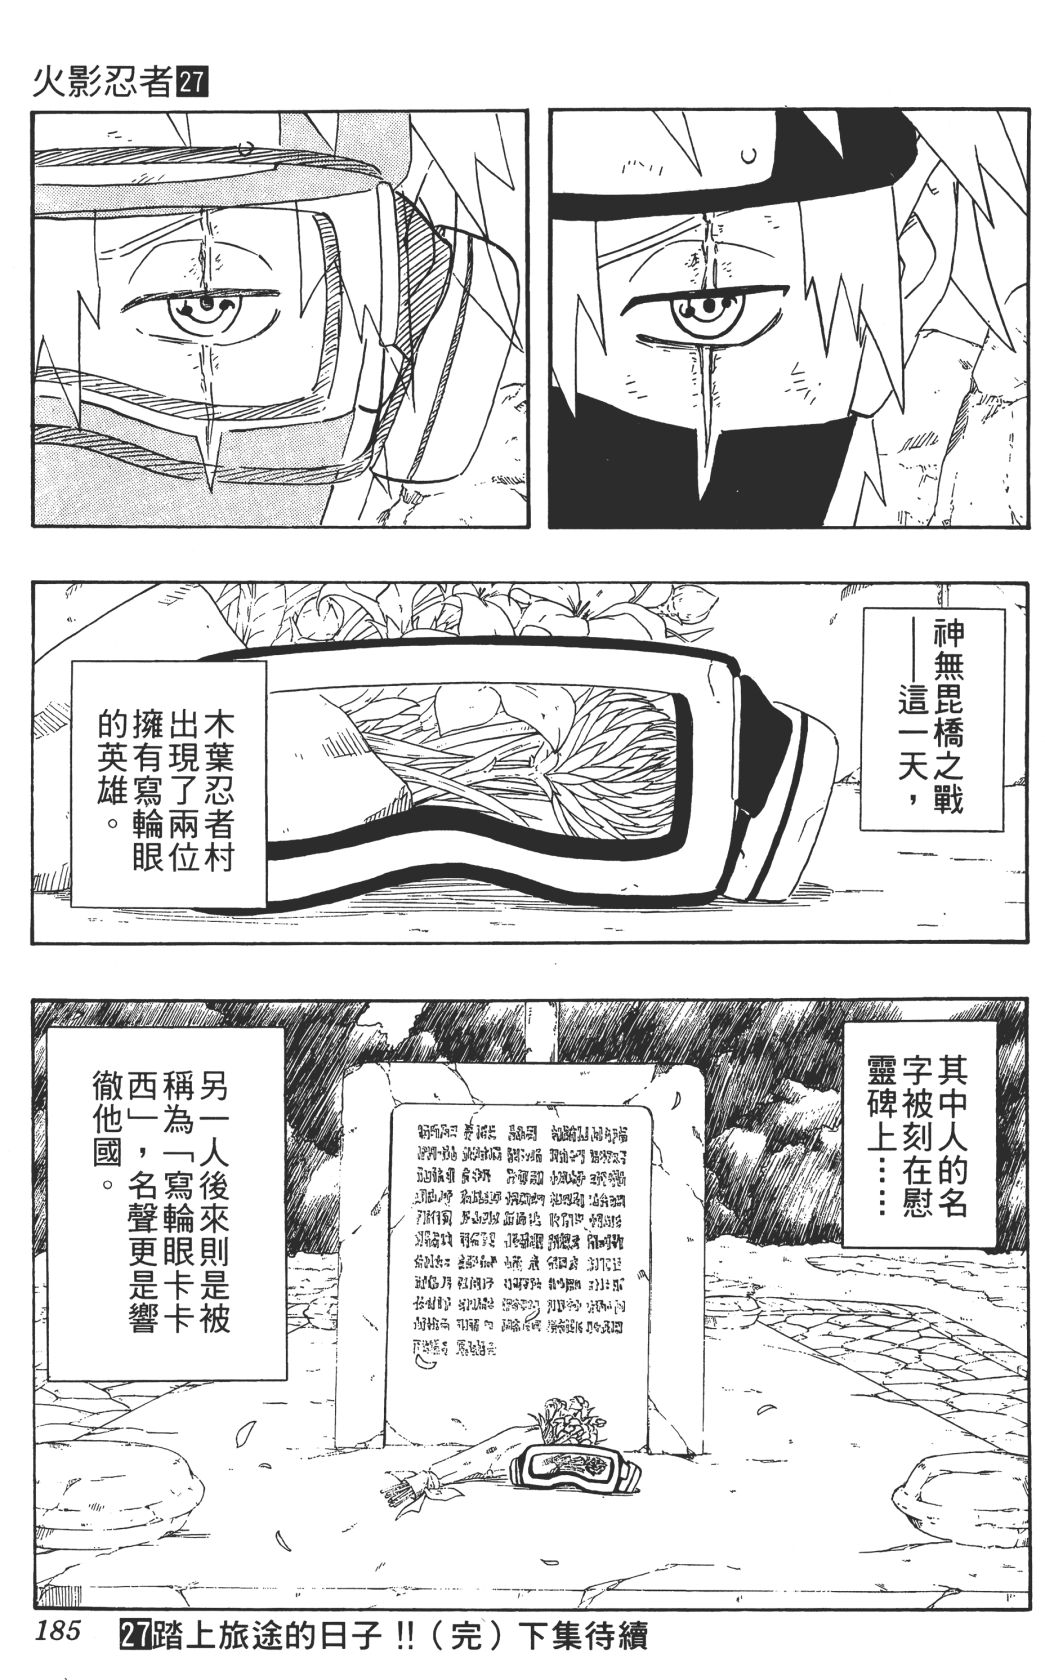 火影忍者27
神無毘橋之戰
——這一天，
木葉忍者村
出現了兩位
擁有寫輪眼
的英雄。
其中人的名
字被刻在慰
靈碑上……
另一人後來則是被
稱為「寫輪眼卡卡
西」，名聲更是響
徹他國。
185
27踏上旅途的日子!!（完）下集待續